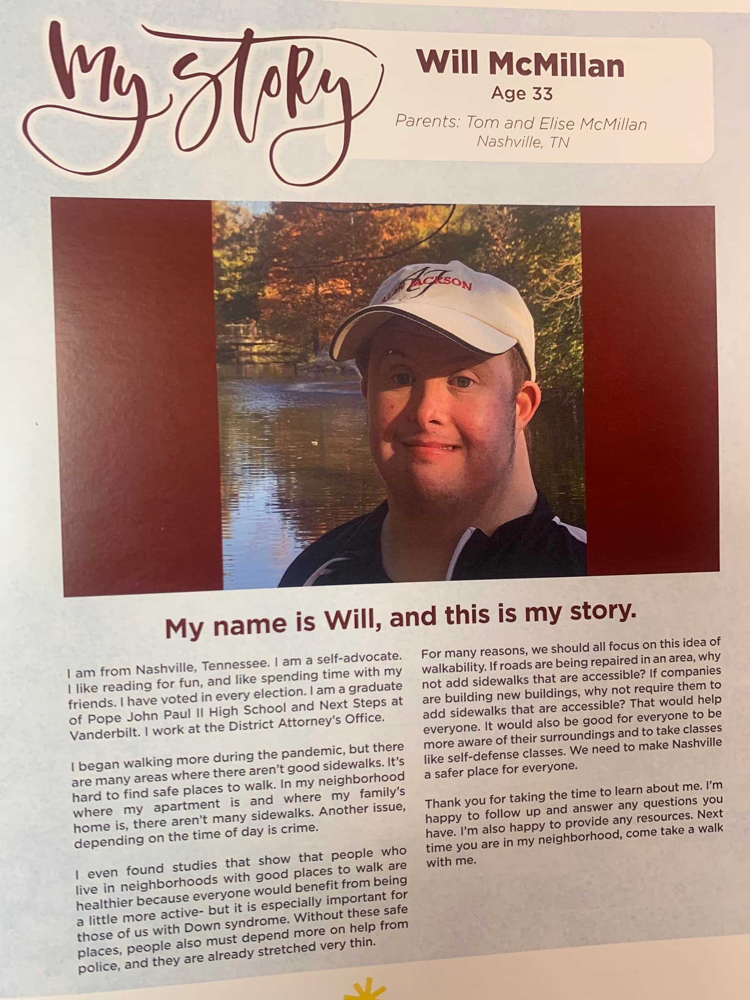 My Story
Will McMillan
Age 33
Parents: Tom and Elise McMillan
Nashville, TN
AJ
ALAN JACKSON
My name is Will, and this is my story.
I am from Nashville, Tennessee. I am a self-advocate.
I like reading for fun, and like spending time with my
friends. I have voted in every election. I am a graduate
of Pope John Paul II High School and Next Steps at
Vanderbilt. I work at the District Attorney's Office.
I began walking more during the pandemic, but there
are many areas where there aren't good sidewalks. It's
hard to find safe places to walk. In my neighborhood
where my apartment is and where my family's
home is, there aren't many sidewalks. Another issue,
depending on the time of day is crime.
I even found studies that show that people who
live in neighborhoods with good places to walk are
healthier because everyone would benefit from being
a little more active- but it is especially important for
those of us with Down syndrome. Without these safe
places, people also must depend more on help from
police, and they are already stretched very thin.
For many reasons, we should all focus on this idea of
walkability. If roads are being repaired in an area, why
not add sidewalks that are accessible? If companies
are building new buildings, why not require them to
add sidewalks that are accessible? That would help
everyone. It would also be good for everyone to be
more aware of their surroundings and to take classes
like self-defense classes. We need to make Nashville
a safer place for everyone.
Thank you for taking the time to learn about me. I'm
happy to follow up and answer any questions you
have. I'm also happy to provide any resources. Next
time you are in my neighborhood, come take a walk
with me.